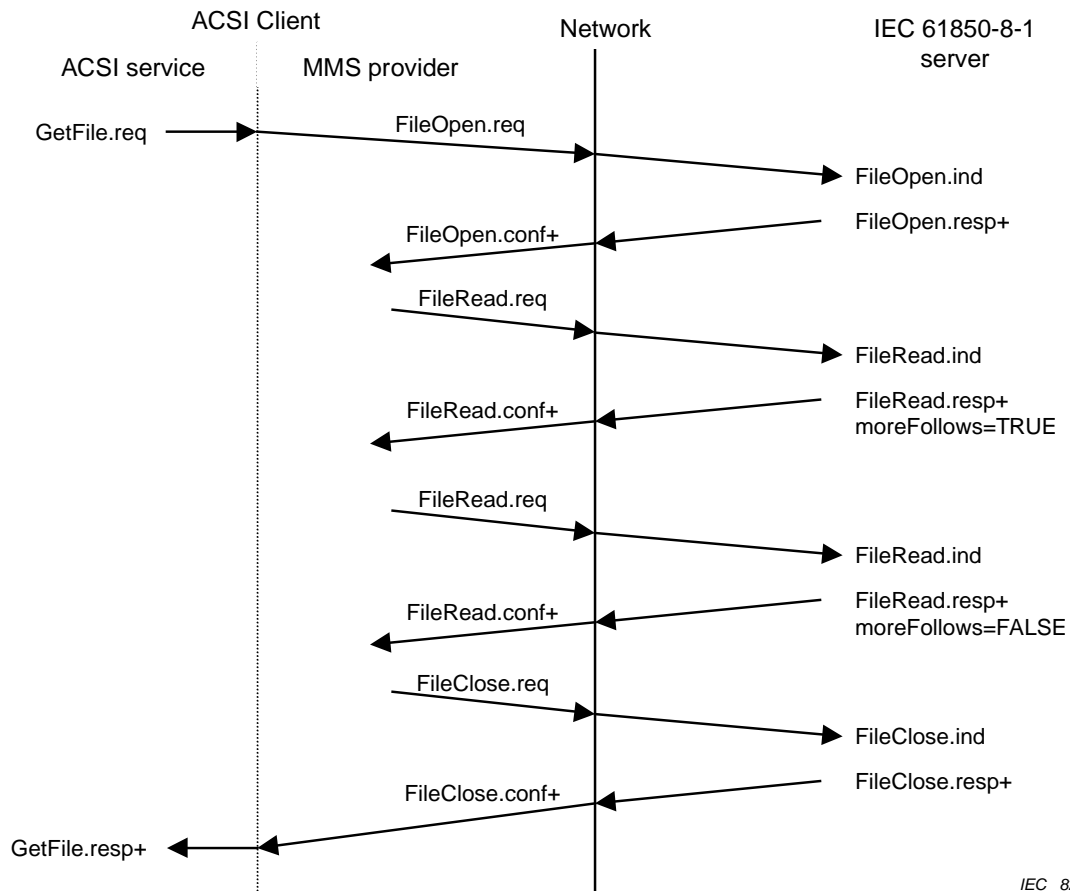 ACSI Client
Network
IEC 61850-8-1
server
ACSI service
MMS provider
GetFile.req
FileOpen.req
FileOpen.ind
FileOpen.resp+
FileOpen.conf+
FileRead.req
FileRead.ind
FileRead.resp+
moreFollows=TRUE
FileRead.conf+
FileRead.req
FileRead.ind
FileRead.resp+
moreFollows=FALSE
FileRead.conf+
FileClose.req
FileClose.ind
FileClose.resp+
FileClose.conf+
GetFile.resp+
IEC